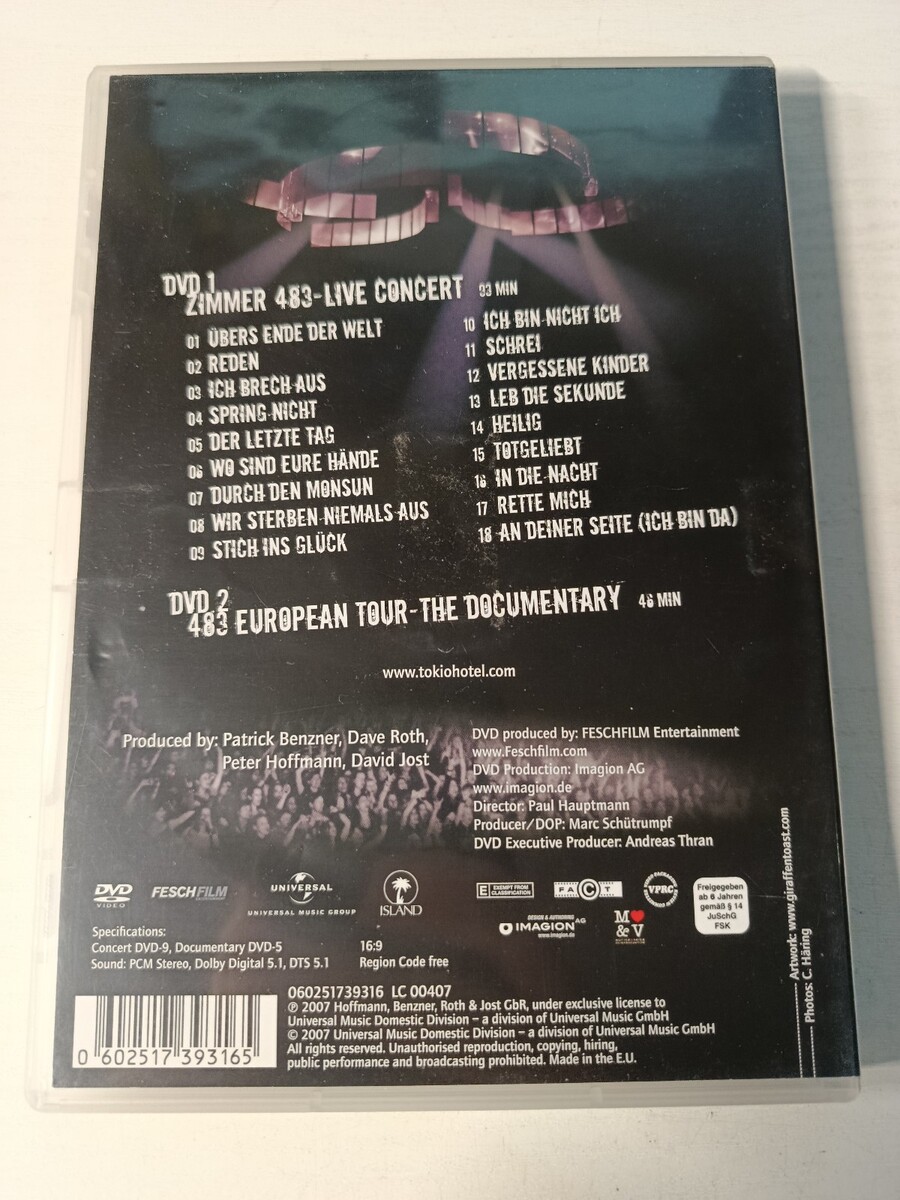 DVD 1
ZIMMER 483-LIVE CONCERT 93 MIN
01 ÜBERS ENDE DER WELT
02 REDEN
03 ICH BRECH AUS
04 SPRING NICHT
05 DER LETZTE TAG
06 WO SIND EURE HÄNDE
07 DURCH DEN MONSUN
08 WIR STERBEN NIEMALS AUS
09 STICH INS GLÜCK
10 ICH BIN NICHT ICH
11 SCHREI
12 VERGESSENE KINDER
13 LEB DIE SEKUNDE
14 HEILIG
15 TOTGELIEBT
16 IN DIE NACHT
17 RETTE MICH
18 AN DEINER SEITE (ICH BIN DA)
DVD 2
483 EUROPEAN TOUR-THE DOCUMENTARY 46 MIN
www.tokiohotel.com
Produced by: Patrick Benzner, Dave Roth,
Peter Hoffmann, David Jost
DVD produced by: FESCHFILM Entertainment
www.Feschfilm.com
DVD Production: Imagion AG
www.imagion.de
Director: Paul Hauptmann
Producer/DOP: Marc Schütrumpf
DVD Executive Producer: Andreas Thran
DVD
VIDEO
FESCHFILM
UNIVERSAL
UNIVERSAL MUSIC GROUP
ISLAND
E EXEMPT FROM CLASSIFICATION
FACT
VPRC
DESIGN & AUTHORING
IMAGION AG
www.imagion.de
M
&V
Freigegeben
ab 6 Jahren
gemäß § 14
JuSchG
FSK
Specifications:
Concert DVD-9, Documentary DVD-5 16:9
Sound: PCM Stereo, Dolby Digital 5.1, DTS 5.1 Region Code free
0 602517 393165
060251739316 LC 00407
℗ 2007 Hoffmann, Benzner, Roth & Jost GbR, under exclusive license to
Universal Music Domestic Division – a division of Universal Music GmbH
© 2007 Universal Music Domestic Division – a division of Universal Music GmbH
All rights reserved. Unauthorised reproduction, copying, hiring,
public performance and broadcasting prohibited. Made in the E.U.
Artwork: www.giraffentoast.com
Photos: C. Häring